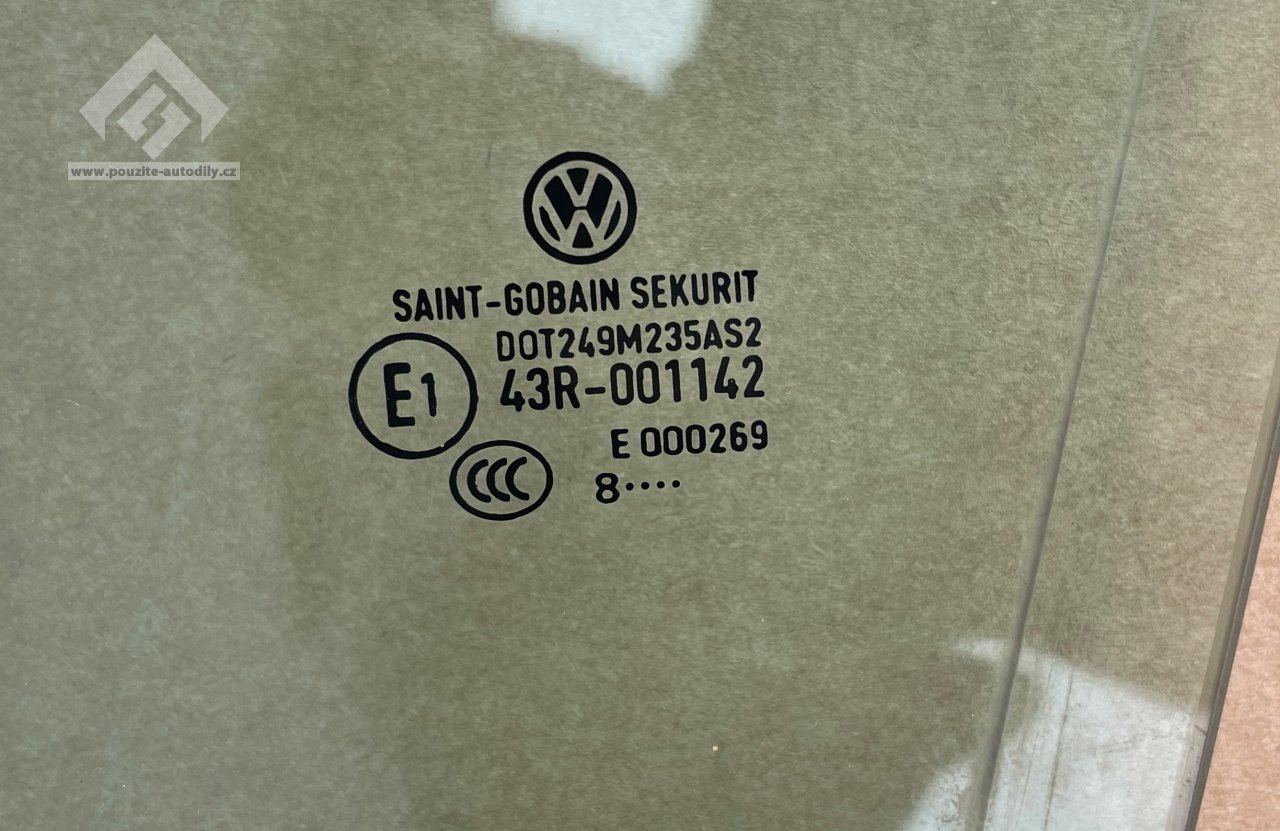 www.pouzite-autodily.cz
SAINT-GOBAIN SEKURIT
DOT249M235AS2
E1 43R-001142
E 000269
CCC 8····